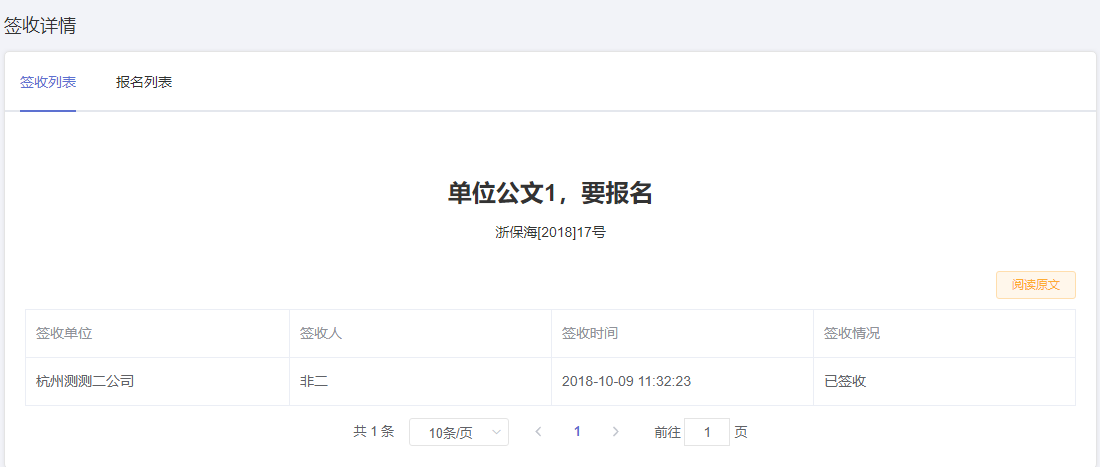 签收详情
签收列表 报名列表
单位公文1，要报名
浙保海[2018]17号
阅读原文
签收单位 签收人 签收时间 签收情况
杭州测测二公司 非二 2018-10-09 11:32:23 已签收
共 1 条 10条/页 1 前往 1 页